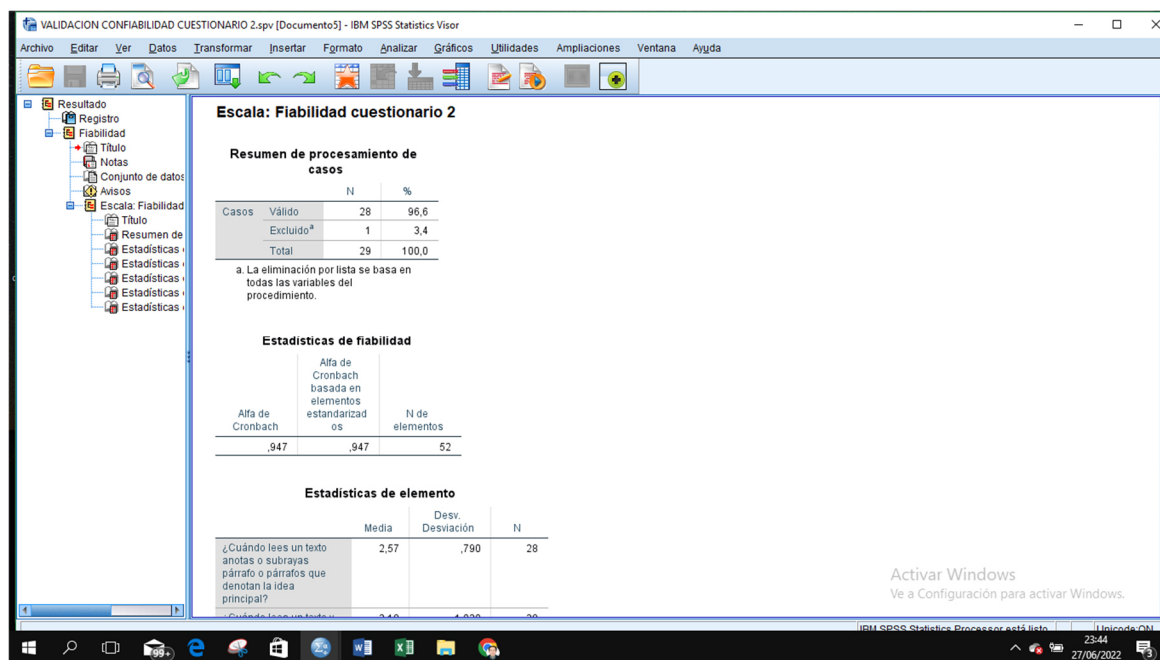 VALIDACION CONFIABILIDAD CUESTIONARIO 2.spv [Documento5] - IBM SPSS Statistics Visor
Archivo Editar Ver Datos Transformar Insertar Formato Analizar Gráficos Utilidades Ampliaciones Ventana Ayuda
Resultado
Registro
Fiabilidad
Título
Notas
Conjunto de datos
Avisos
Escala: Fiabilidad
Título
Resumen de
Estadísticas
Estadísticas
Estadísticas
Estadísticas
Estadísticas
Escala: Fiabilidad cuestionario 2
Resumen de procesamiento de
casos
N %
Casos Válido 28 96,6
Excluido a 1 3,4
Total 29 100,0
a. La eliminación por lista se basa en
todas las variables del
procedimiento.
Estadísticas de fiabilidad
Alfa de
Cronbach
Alfa de
Cronbach
basada en
elementos
estandarizad
os
N de
elementos
,947 ,947 52
Estadísticas de elemento
Media
Desv.
Desviación
N
¿Cuándo lees un texto 2,57 ,790 28
anotas o subrayas
párrafo o párrafos que
denotan la idea
principal?
Activar Windows
Ve a Configuración para activar Windows.
IBM SPSS Statistics Processor está listo Unicode:ON
99+
23:44
27/06/2022
3